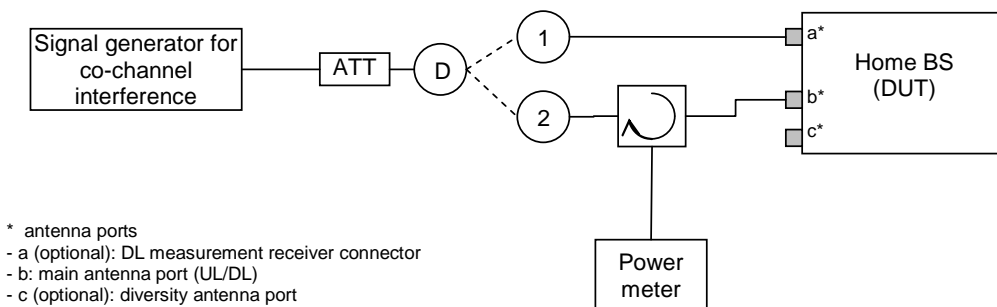 Signal generator for
co-channel
interference
ATT
D
1
2
a*
b*
c*
Home BS
(DUT)
Power
meter
* antenna ports
- a (optional): DL measurement receiver connector
- b: main antenna port (UL/DL)
- c (optional): diversity antenna port